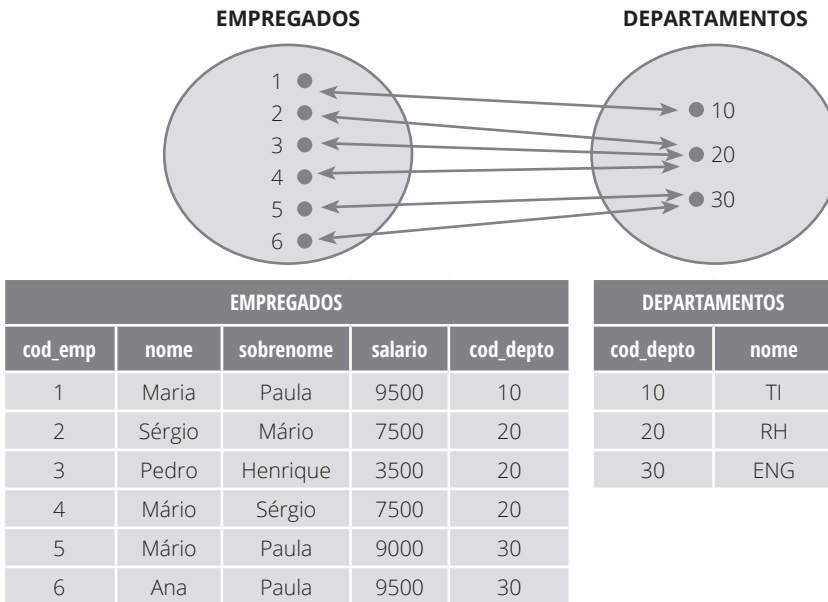 EMPREGADOS DEPARTAMENTOS
1
2
3
4
5
6
10
20
30
EMPREGADOS
cod_emp nome sobrenome salario cod_depto
1 Maria Paula 9500 10
2 Sérgio Mário 7500 20
3 Pedro Henrique 3500 20
4 Mário Sérgio 7500 20
5 Mário Paula 9000 30
6 Ana Paula 9500 30
DEPARTAMENTOS
cod_depto nome
10 TI
20 RH
30 ENG